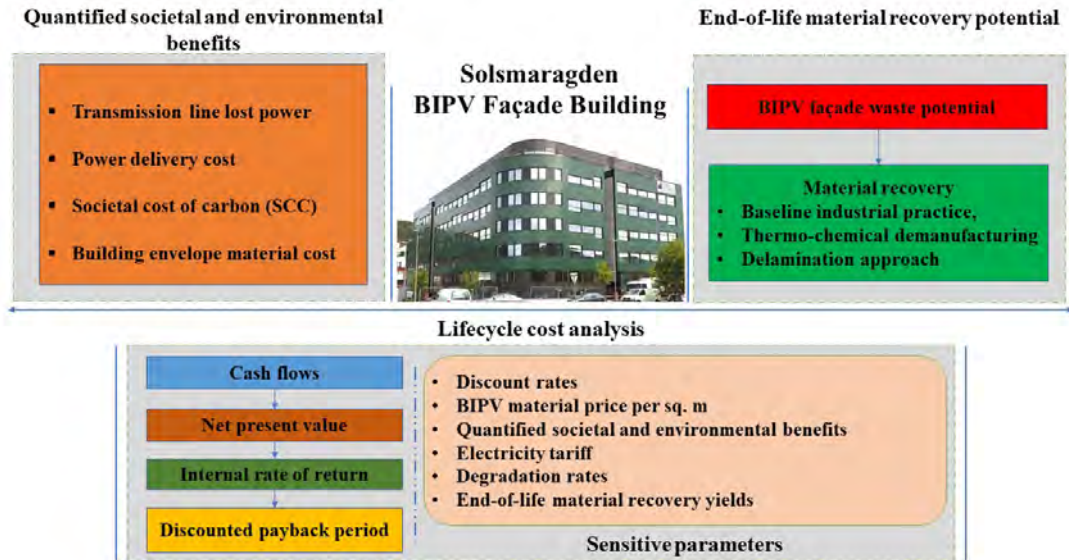 Quantified societal and environmental
benefits
▪ Transmission line lost power
▪ Power delivery cost
▪ Societal cost of carbon (SCC)
▪ Building envelope material cost
Solsmaragden
BIPV Façade Building
End-of-life material recovery potential
BIPV façade waste potential
Material recovery
• Baseline industrial practice,
• Thermo-chemical demanufacturing
• Delamination approach
Lifecycle cost analysis
Cash flows
Net present value
Internal rate of return
Discounted payback period
• Discount rates
• BIPV material price per sq. m
• Quantified societal and environmental benefits
• Electricity tariff
• Degradation rates
• End-of-life material recovery yields
Sensitive parameters